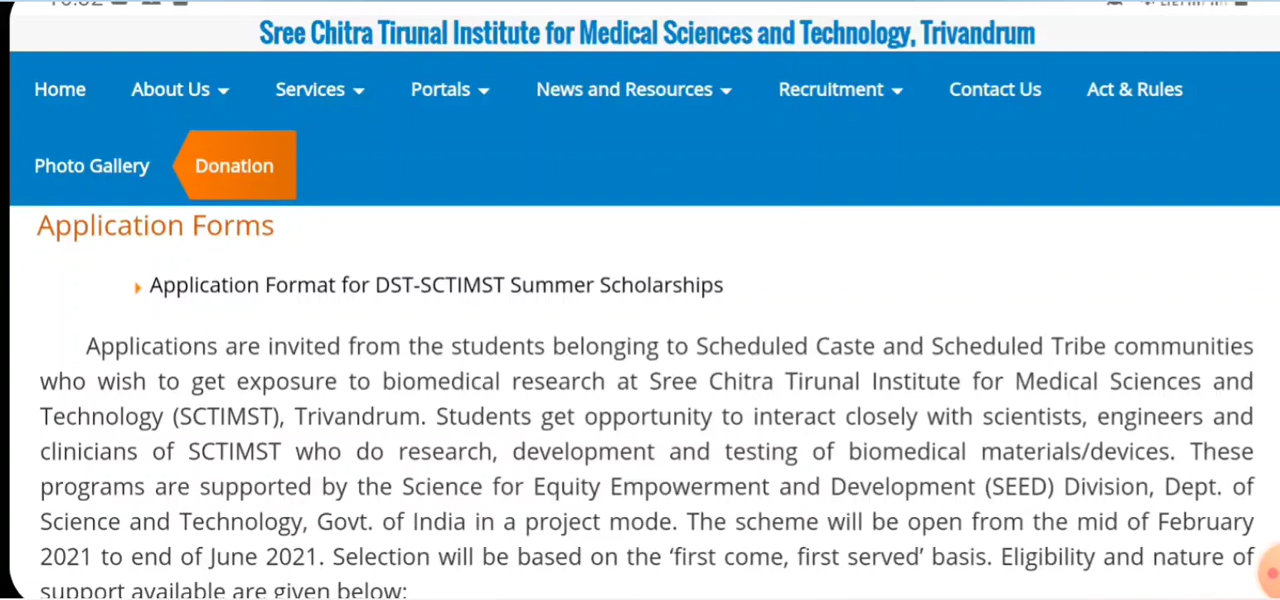 Sree Chitra Tirunal Institute for Medical Sciences and Technology, Trivandrum
Home About Us Services Portals News and Resources Recruitment Contact Us Act & Rules
Photo Gallery Donation
Application Forms
Application Format for DST-SCTIMST Summer Scholarships
Applications are invited from the students belonging to Scheduled Caste and Scheduled Tribe communities
who wish to get exposure to biomedical research at Sree Chitra Tirunal Institute for Medical Sciences and
Technology (SCTIMST), Trivandrum. Students get opportunity to interact closely with scientists, engineers and
clinicians of SCTIMST who do research, development and testing of biomedical materials/devices. These
programs are supported by the Science for Equity Empowerment and Development (SEED) Division, Dept. of
Science and Technology, Govt. of India in a project mode. The scheme will be open from the mid of February
2021 to end of June 2021. Selection will be based on the ‘first come, first served’ basis. Eligibility and nature of
support available are given below: